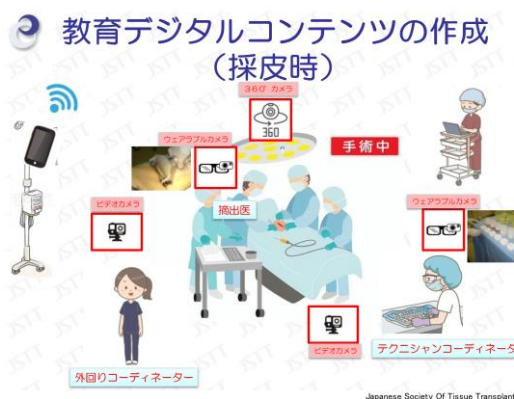 教育デジタルコンテンツの作成
（採皮時）
360° カメラ
360
ウェアラブルカメラ
手術中
摘出医
ビデオカメラ
ウェアラブルカメラ
ビデオカメラ
テクニシャンコーディネータ
外回りコーディネーター
Japanese Society Of Tissue Transplant